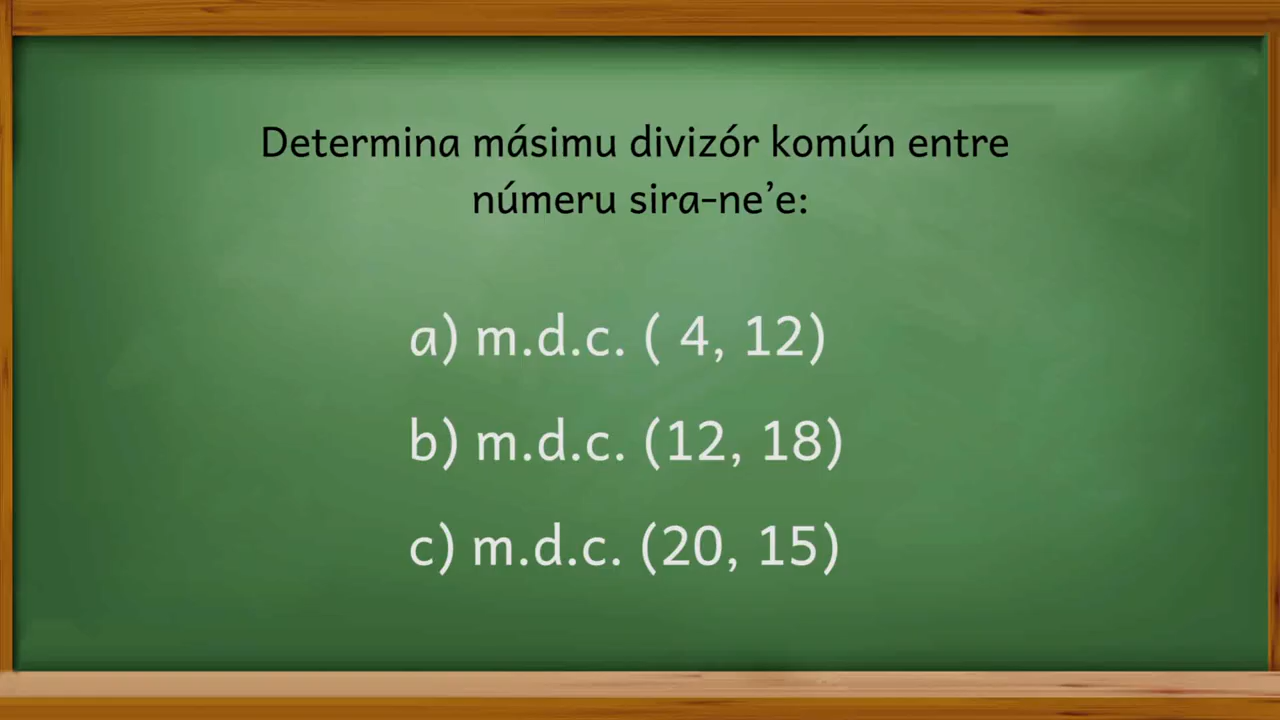 Determina másimu divizór komún entre
númeru sira-ne’e:
a) m.d.c. ( 4, 12)
b) m.d.c. (12, 18)
c) m.d.c. (20, 15)